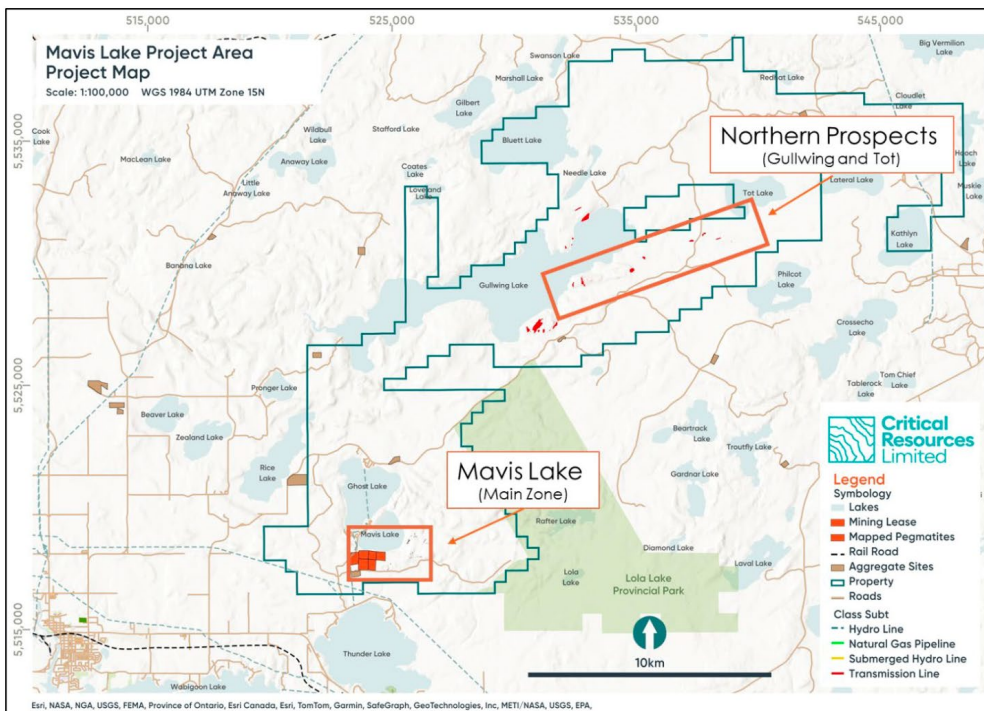 515,000
525,000
535,000
545,000
Mavis Lake Project Area
Project Map
Scale: 1:100,000 WGS 1984 UTM Zone 15N
5,535,000
5,525,000
5,515,000
Swanson Lake
Marshall Lake
Gilbert
Lake
Big Vermilion
Lake
Redhat Lake
Cloudlet
Lake
Cook
Lake
Wildbull
Lake
Stafford Lake
Bluett Lake
Northern Prospects
(Gullwing and Tot)
MacLean Lake
Anaway Lake
Coates
Lake
Needle Lake
Hooch
Lake
Little
Anaway Lake
Loveland
Lake
Tot Lake
Lateral Lake
Muskie
Lake
Kathlyn
Lake
Banana Lake
Gullwing Lake
Philcot
Lake
Crossecho
Lake
Tom Chief
Lake
Tablerock
Lake
Pronger Lake
Beaver Lake
Zealand Lake
Beartrack
Lake
Troutfly
Lake
Rice
Lake
Gardnar Lake
Ghost Lake
Mavis Lake
(Main Zone)
Mavis Lake
Rafter Lake
Diamond Lake
Laval Lake
Lola
Lake
Lola Lake
Provincial Park
Thunder Lake
Wabigoon Lake
10km
Critical
Resources
Limited
Legend
Symbology
Lakes
Mining Lease
Mapped Pegmatites
Rail Road
Aggregate Sites
Property
Roads
Class Subt
Hydro Line
Natural Gas Pipeline
Submerged Hydro Line
Transmission Line
Esri, NASA, NGA, USGS, FEMA, Province of Ontario, Esri Canada, Esri, TomTom, Garmin, SafeGraph, GeoTechnologies, Inc, METI/NASA, USGS, EPA,